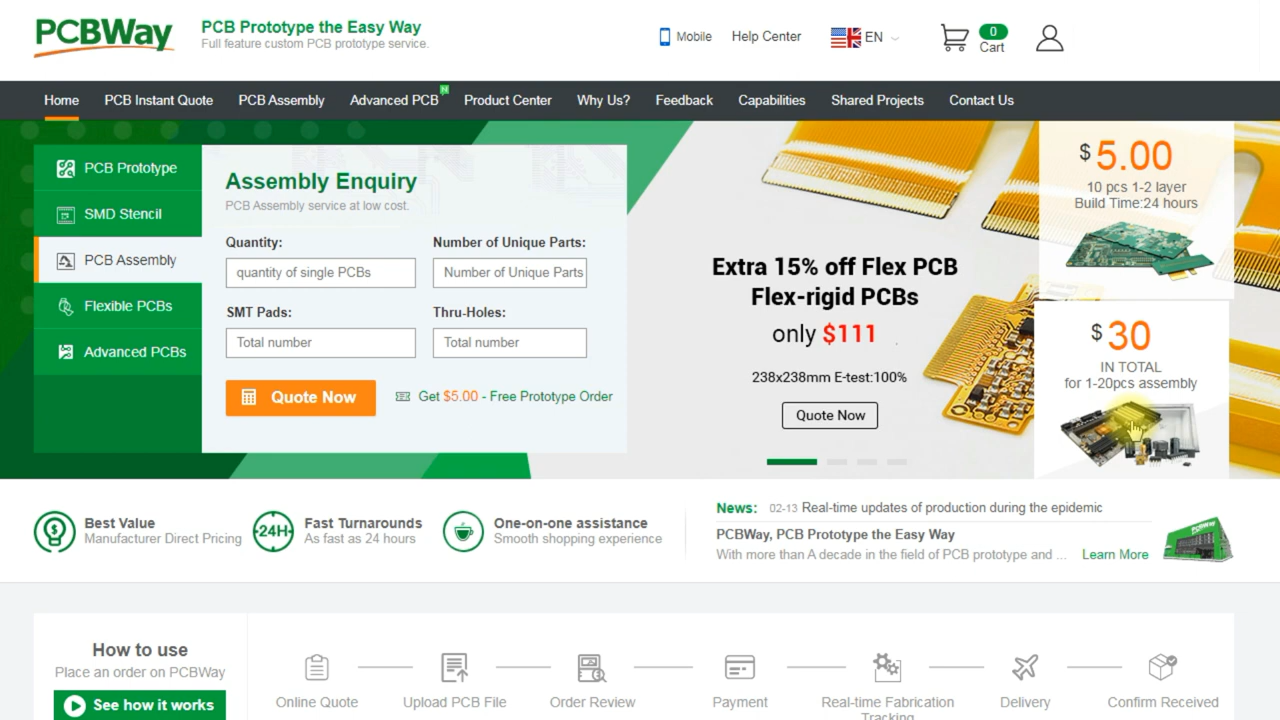 PCBWay
PCB Prototype the Easy Way
Full feature custom PCB prototype service.
Mobile
Help Center
EN
0
Cart
Home
PCB Instant Quote
PCB Assembly
Advanced PCB
N
Product Center
Why Us?
Feedback
Capabilities
Shared Projects
Contact Us
PCB Prototype
SMD Stencil
PCB Assembly
Flexible PCBs
Advanced PCBs
Assembly Enquiry
PCB Assembly service at low cost.
Quantity:
Number of Unique Parts:
quantity of single PCBs
Number of Unique Parts
SMT Pads:
Thru-Holes:
Total number
Total number
Quote Now
Get $5.00 - Free Prototype Order
Extra 15% off Flex PCB
Flex-rigid PCBs
only $111
238x238mm E-test:100%
Quote Now
$ 5.00
10 pcs 1-2 layer
Build Time:24 hours
$ 30
IN TOTAL
for 1-20pcs assembly
Best Value
Manufacturer Direct Pricing
24H
Fast Turnarounds
As fast as 24 hours
One-on-one assistance
Smooth shopping experience
News: 02-13 Real-time updates of production during the epidemic
PCBWay, PCB Prototype the Easy Way
With more than A decade in the field of PCB prototype and ... Learn More
PCBWay
How to use
Place an order on PCBWay
See how it works
Online Quote
Upload PCB File
Order Review
Payment
Real-time Fabrication
Tracking
Delivery
Confirm Received